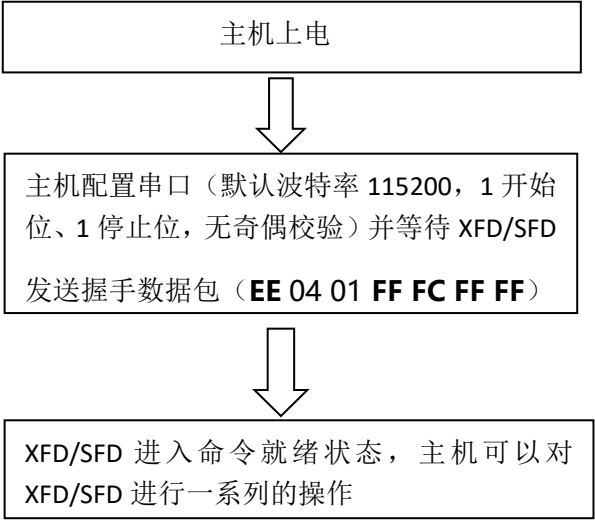 主机上电
主机配置串口（默认波特率 115200，1 开始
位、1 停止位，无奇偶校验）并等待 XFD/SFD
发送握手数据包（EE 04 01 FF FC FF FF）
XFD/SFD 进入命令就绪状态，主机可以对
XFD/SFD 进行一系列的操作